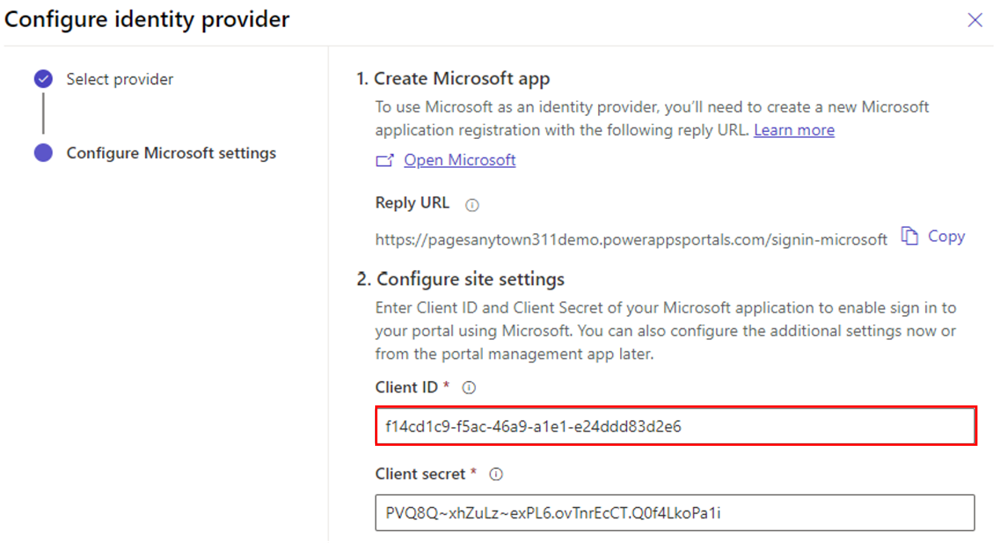 Configure identity provider
Select provider
Configure Microsoft settings
1. Create Microsoft app
To use Microsoft as an identity provider, you’ll need to create a new Microsoft
application registration with the following reply URL. Learn more
Open Microsoft
Reply URL
https://pagesanytown311demo.powerappsportals.com/signin-microsoft Copy
2. Configure site settings
Enter Client ID and Client Secret of your Microsoft application to enable sign in to
your portal using Microsoft. You can also configure the additional settings now or
from the portal management app later.
Client ID *
f14cd1c9-f5ac-46a9-a1e1-e24ddd83d2e6
Client secret *
PVQ8Q~xhZuLz~exPL6.ovTnrEcCT.Q0f4LkoPa1i